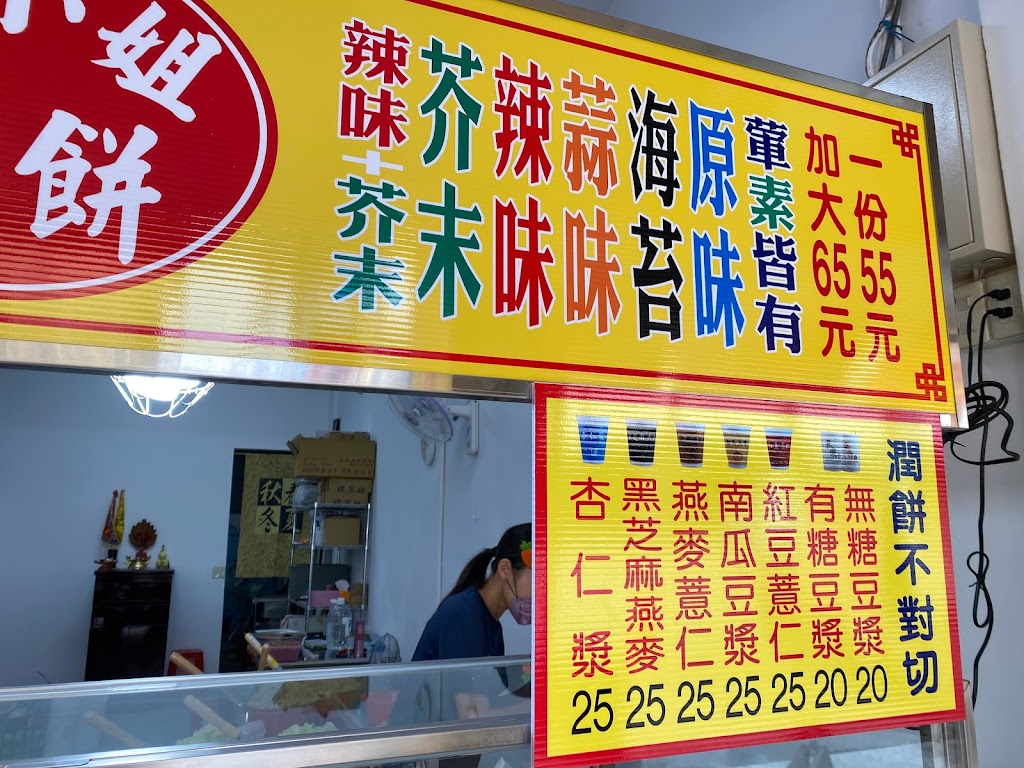 姐
餅
一份55元
加大65元
葷素皆有
原味
海苔
蒜味
辣味
芥末
辣味+芥末
潤餅不對切
無糖豆漿 20
有糖豆漿 20
紅豆薏仁 25
南瓜豆漿 25
燕麥薏仁 25
黑芝麻燕麥 25
杏仁漿 25
秋
冬